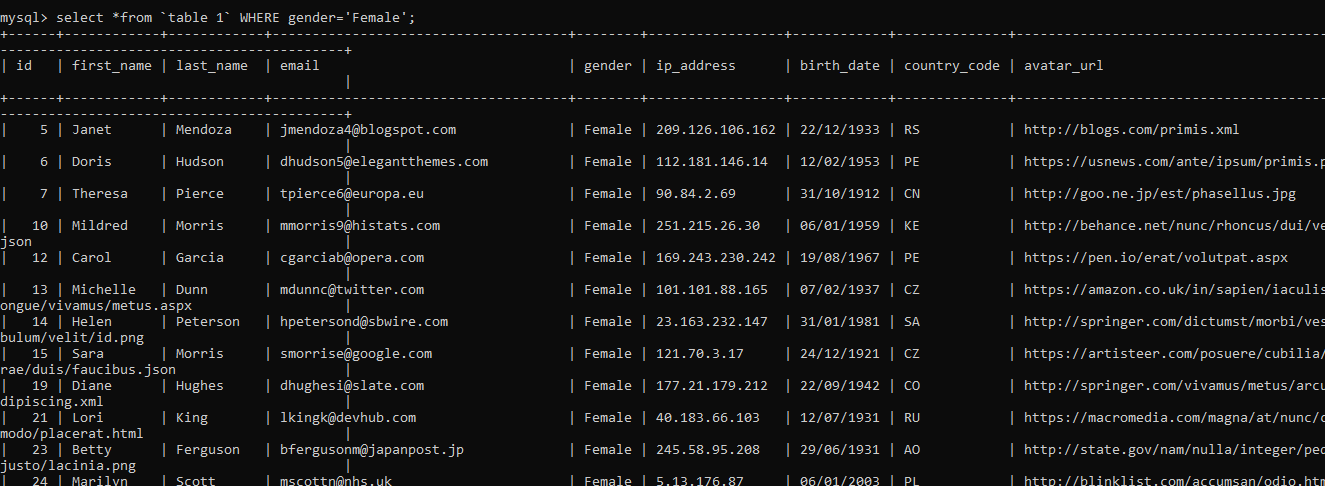 mysql> select *from `table 1` WHERE gender='Female';
+------+------------+------------+-------------------------------------+--------+-----------------+------------+--------------+--------------------------------------
-------------------------------------------+
| id   | first_name | last_name  | email                               | gender | ip_address      | birth_date | country_code | avatar_url
                                           |
+------+------------+------------+-------------------------------------+--------+-----------------+------------+--------------+--------------------------------------
-------------------------------------------+
|    5 | Janet      | Mendoza    | jmendoza4@blogspot.com              | Female | 209.126.106.162 | 22/12/1933 | RS           | http://blogs.com/primis.xml
                                           |
|    6 | Doris      | Hudson     | dhudson5@elegantthemes.com          | Female | 112.181.146.14  | 12/02/1953 | PE           | https://usnews.com/ante/ipsum/primis.p
                                           |
|    7 | Theresa    | Pierce     | tpierce6@europa.eu                  | Female | 90.84.2.69      | 31/10/1912 | CN           | http://goo.ne.jp/est/phasellus.jpg
                                           |
|   10 | Mildred    | Morris     | mmorris9@histats.com                | Female | 251.215.26.30   | 06/01/1959 | KE           | http://behance.net/nunc/rhoncus/dui/ve
json                                       |
|   12 | Carol      | Garcia     | cgarciab@opera.com                  | Female | 169.243.230.242 | 19/08/1967 | PE           | https://pen.io/erat/volutpat.aspx
                                           |
|   13 | Michelle   | Dunn       | mdunnc@twitter.com                  | Female | 101.101.88.165  | 07/02/1937 | CZ           | https://amazon.co.uk/in/sapien/iaculis
ongue/vivamus/metus.aspx                   |
|   14 | Helen      | Peterson   | hpetersond@sbwire.com               | Female | 23.163.232.147  | 31/01/1981 | SA           | http://springer.com/dictumst/morbi/ves
bulum/velit/id.png                         |
|   15 | Sara       | Morris     | smorrise@google.com                 | Female | 121.70.3.17     | 24/12/1921 | CZ           | https://artisteer.com/posuere/cubilia/
rae/duis/faucibus.json                     |
|   19 | Diane      | Hughes     | dhughesi@slate.com                  | Female | 177.21.179.212  | 22/09/1942 | CO           | http://springer.com/vivamus/metus/arcu
dipiscing.xml                              |
|   21 | Lori       | King       | lkingk@devhub.com                   | Female | 40.183.66.103   | 12/07/1931 | RU           | https://macromedia.com/magna/at/nunc/c
modo/placerat.html                         |
|   23 | Betty      | Ferguson   | bfergusonm@japanpost.jp             | Female | 245.58.95.208   | 29/06/1931 | AO           | http://state.gov/nam/nulla/integer/ped
justo/lacinia.png                          |
|   24 | Marilyn    | Scott      | mscottn@nhs.uk                      | Female | 5.13.176.87     | 06/01/2003 | PL           | http://blinklist.com/accumsan/odio.htm